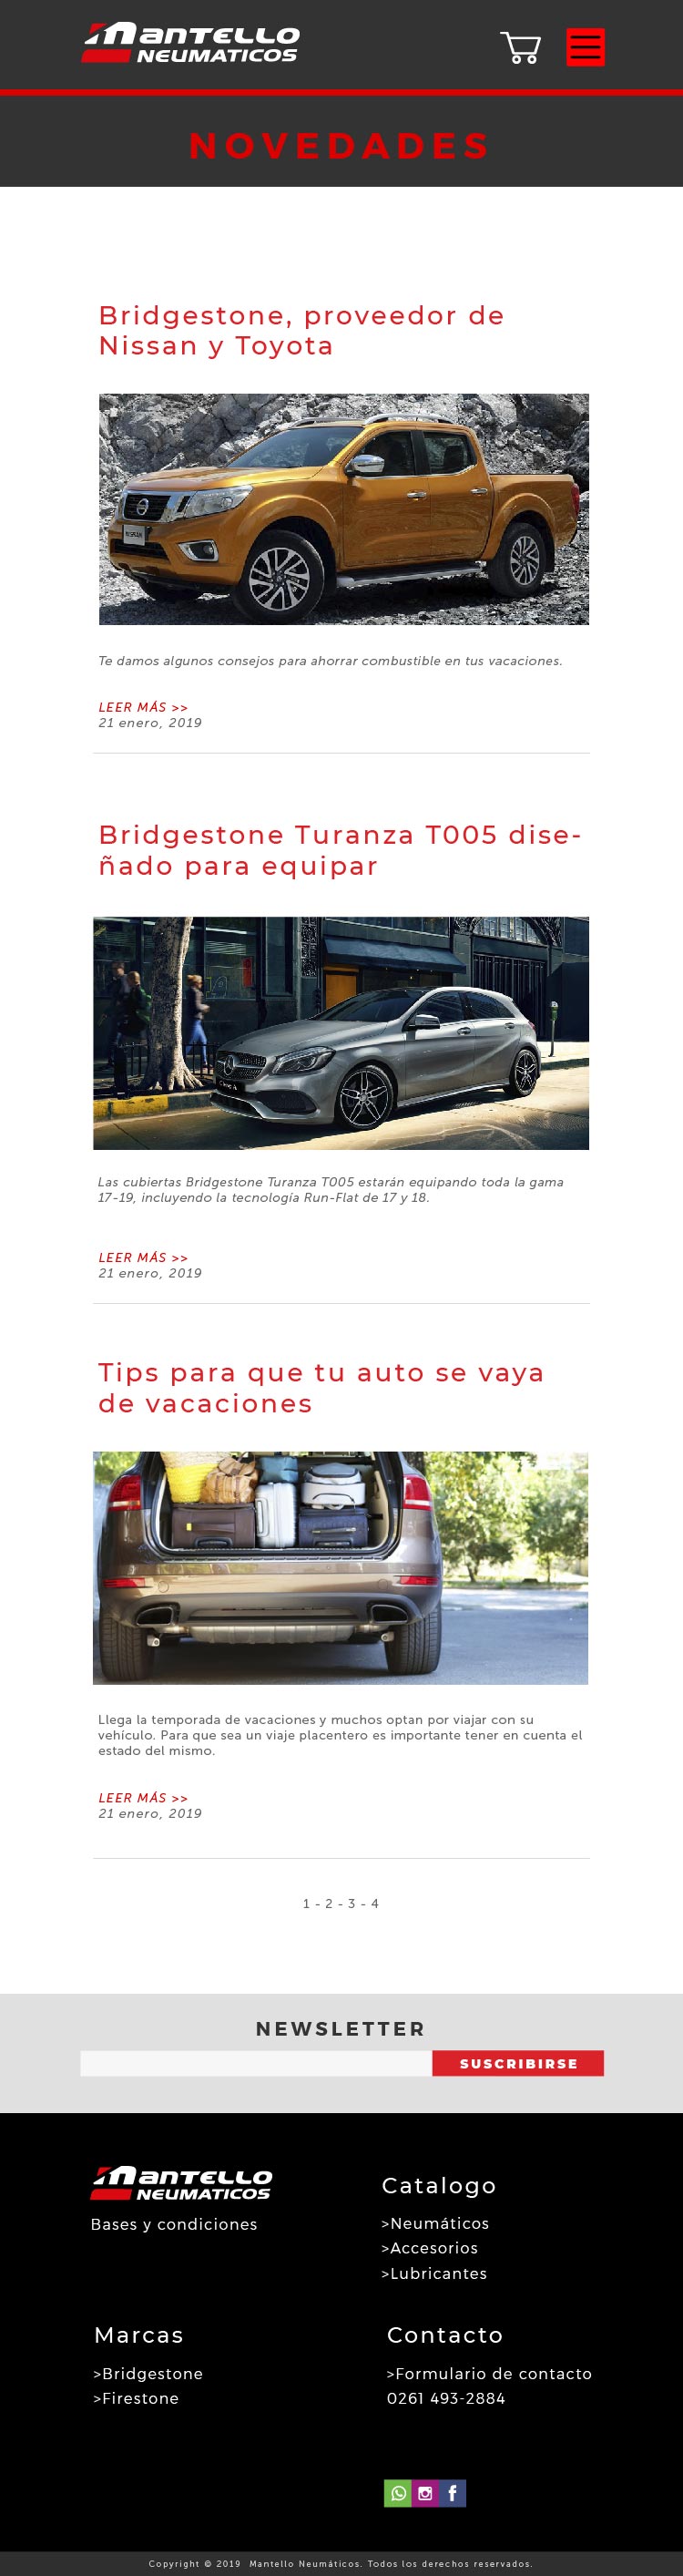 Mantello
NEUMATICOS
NOVEDADES
Bridgestone, proveedor de
Nissan y Toyota
NISSAN
Te damos algunos consejos para ahorrar combustible en tus vacaciones.
LEER MÁS >>
21 enero, 2019
Bridgestone Turanza T005 dise-
ñado para equipar
Las cubiertas Bridgestone Turanza T005 estarán equipando toda la gama
17-19, incluyendo la tecnología Run-Flat de 17 y 18.
LEER MÁS >>
21 enero, 2019
Tips para que tu auto se vaya
de vacaciones
Llega la temporada de vacaciones y muchos optan por viajar con su
vehículo. Para que sea un viaje placentero es importante tener en cuenta el
estado del mismo.
LEER MÁS >>
21 enero, 2019
1 - 2 - 3 - 4
NEWSLETTER
SUSCRIBIRSE
Mantello
NEUMATICOS
Bases y condiciones
Catalogo
>Neumáticos
>Accesorios
>Lubricantes
Marcas
>Bridgestone
>Firestone
Contacto
>Formulario de contacto
0261 493-2884
Copyright © 2019 Mantello Neumáticos. Todos los derechos reservados.